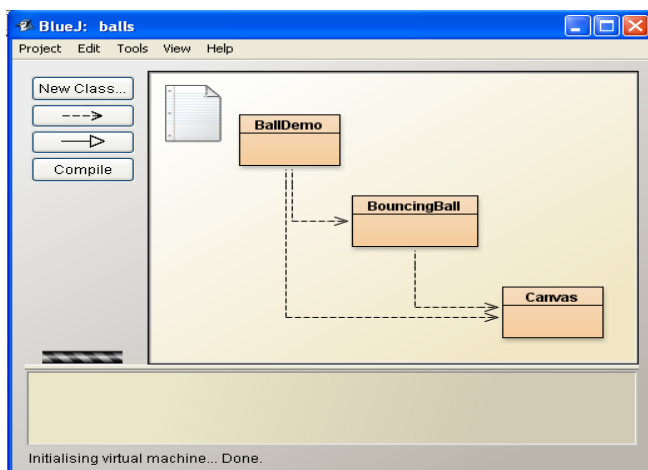 BlueJ: balls
Project Edit Tools View Help
New Class...
Compile
BallDemo
BouncingBall
Canvas
Initialising virtual machine... Done.